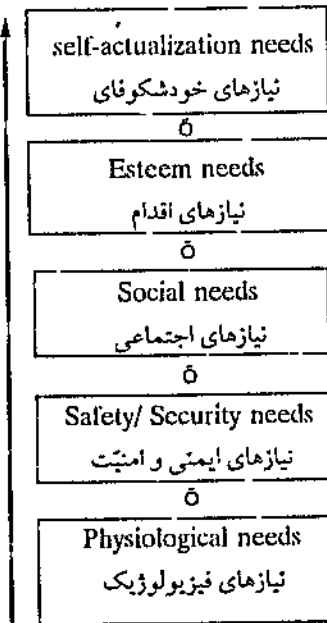 self-actualization needs
نیازهای خودشکوفای
Õ
Esteem needs
نیازهای اقدام
Õ
Social needs
نیازهای اجتماعی
Õ
Safety/ Security needs
نیازهای ایمنی و امنیّت
Õ
Physiological needs
نیازهای فیزیولوژیک